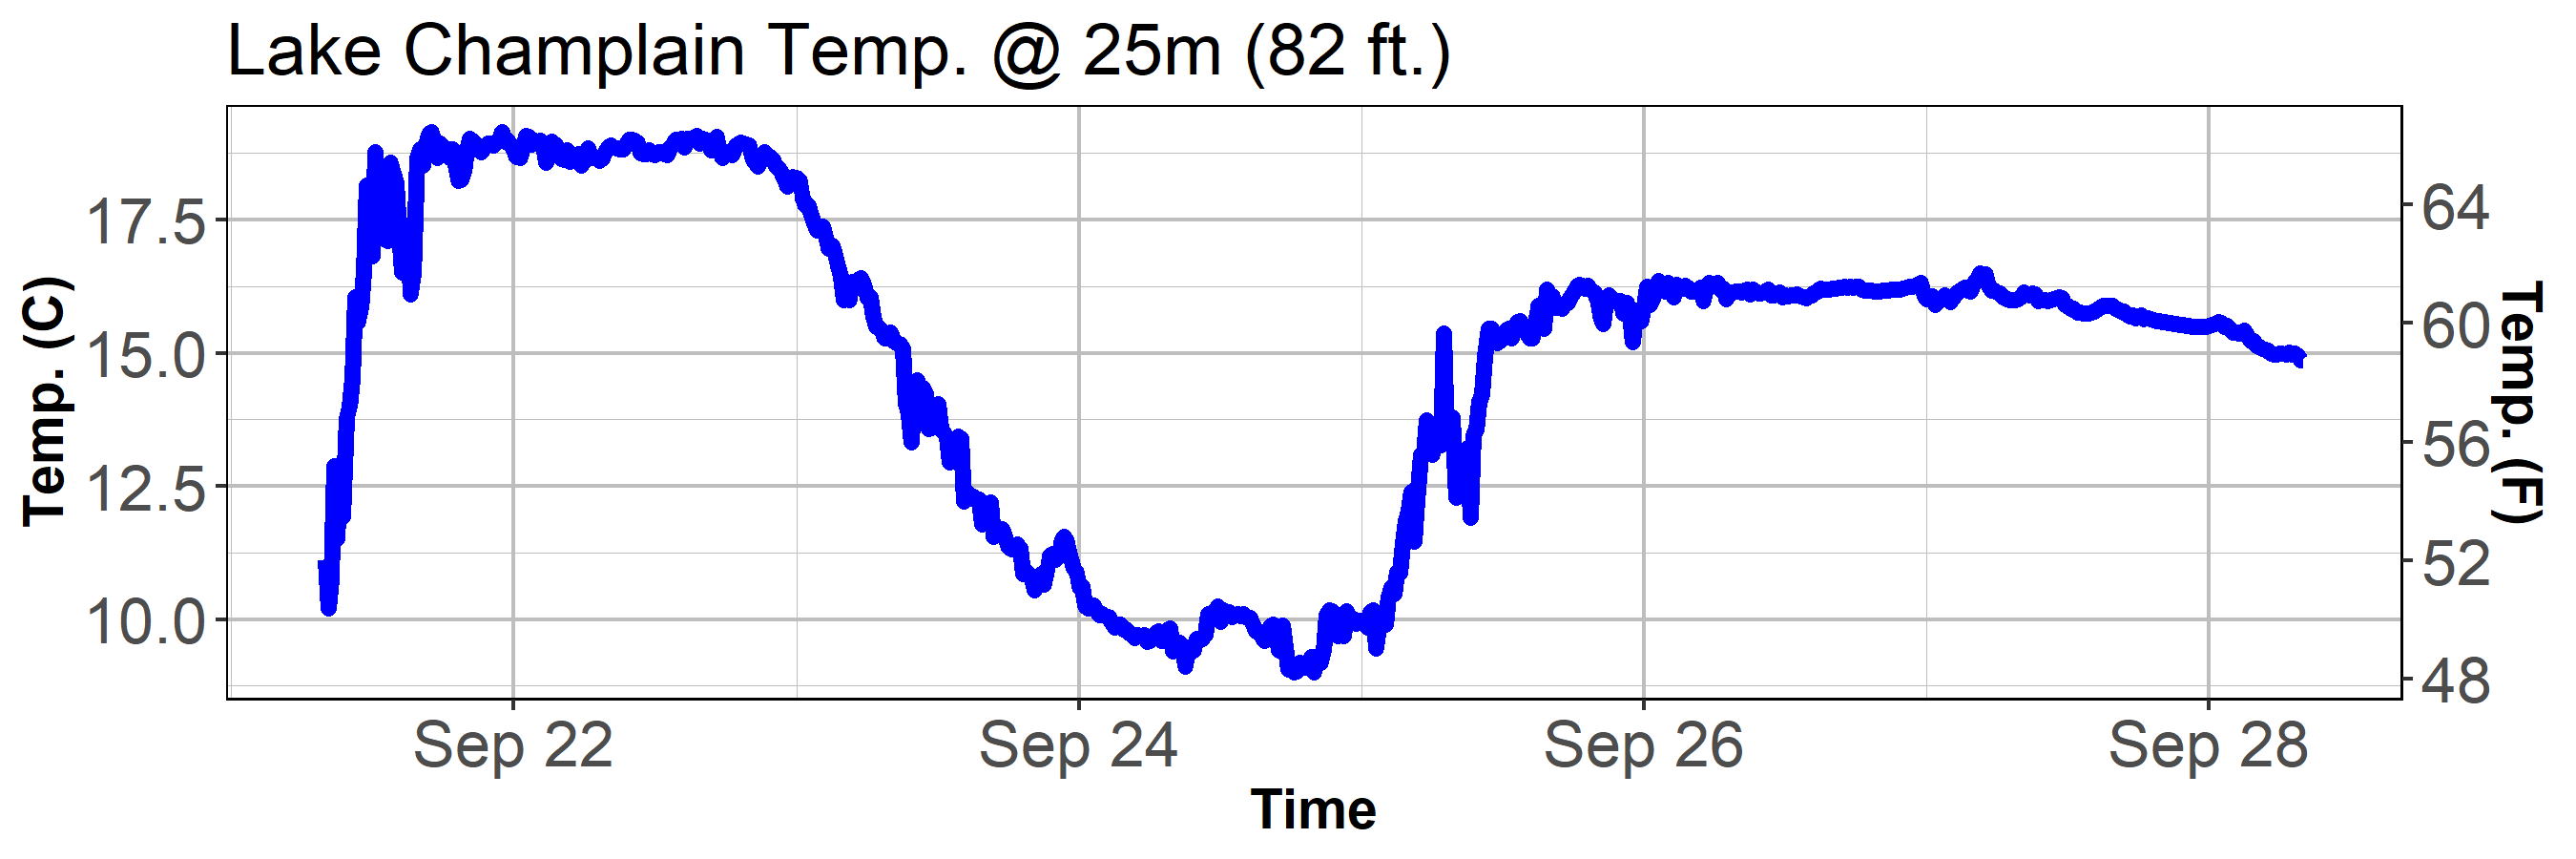 Lake Champlain Temp. @ 25m (82 ft.)
Temp. (C)
17.5
15.0
12.5
10.0
64
60
56
52
48
Temp. (F)
Sep 22 Sep 24 Sep 26 Sep 28
Time